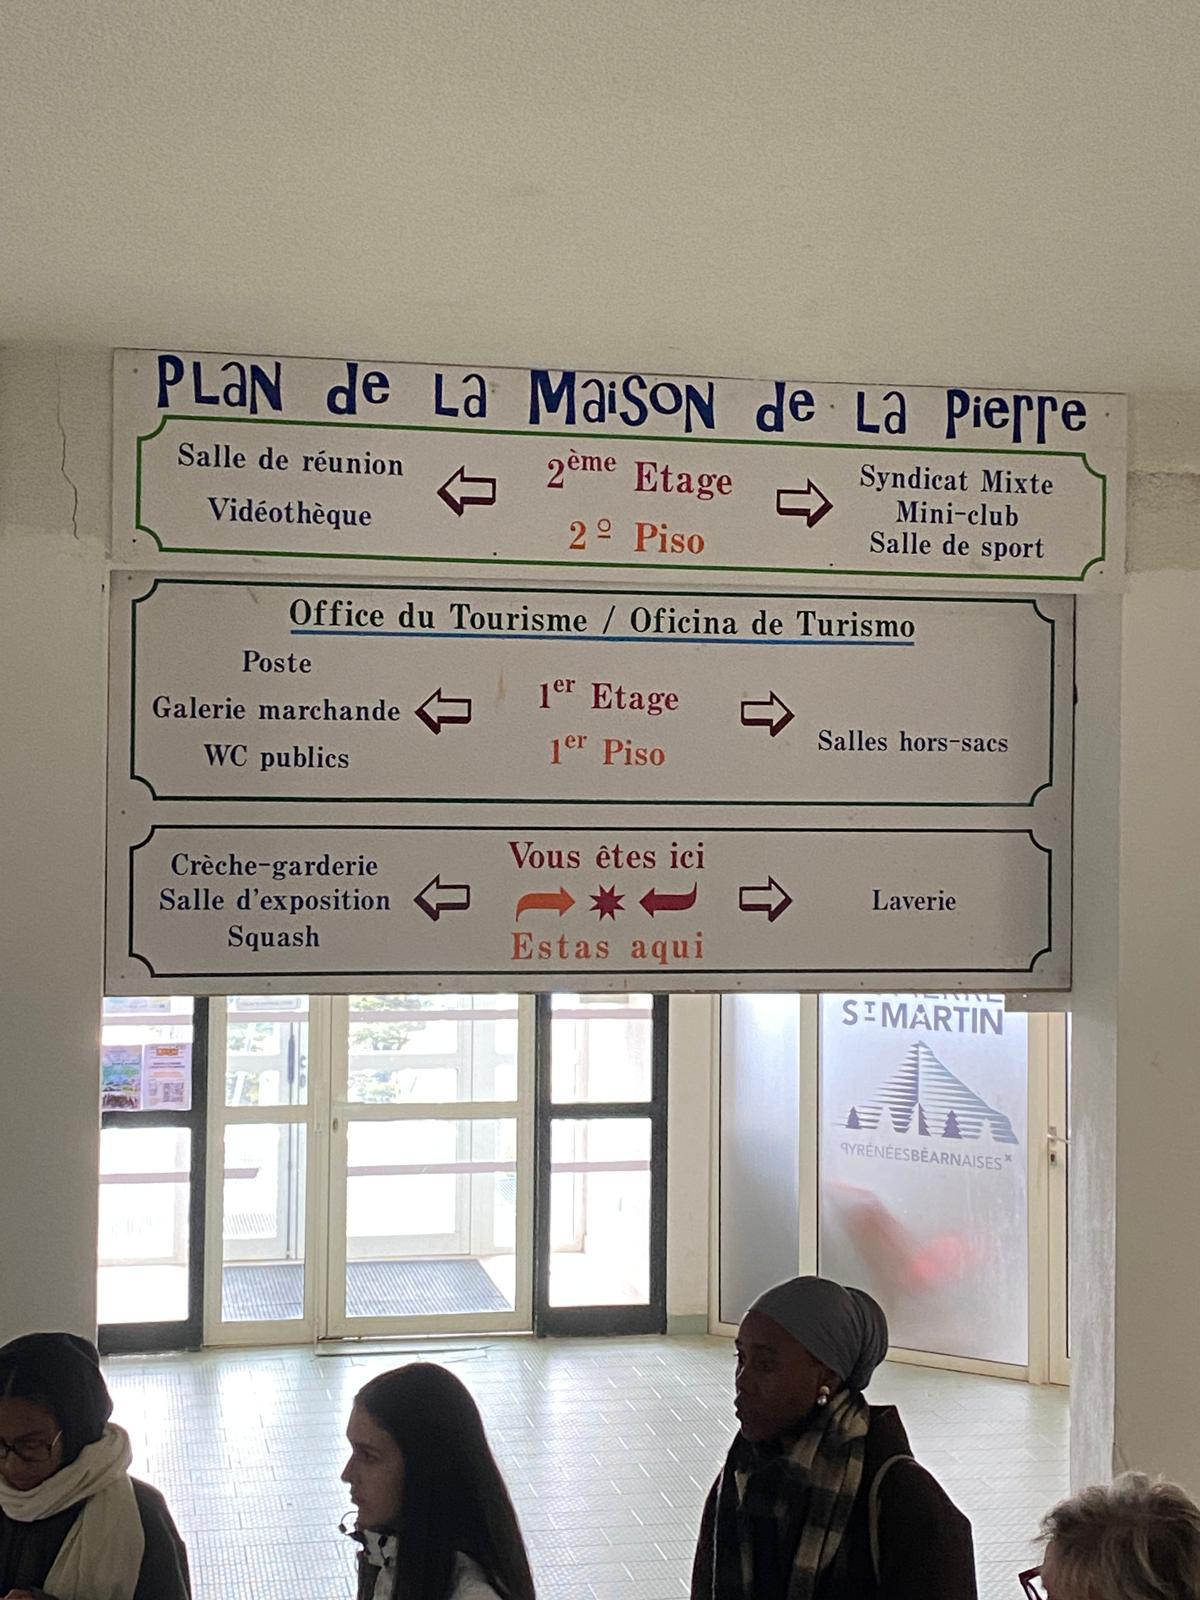 PLAN de LA MAiSON de LA Pierre
Salle de réunion
Vidéothèque
2ème Etage
2º Piso
Syndicat Mixte
Mini-club
Salle de sport
Office du Tourisme / Oficina de Turismo
Poste
Galerie marchande
WC publics
1er Etage
1er Piso
Salles hors-sacs
Crèche-garderie
Salle d'exposition
Squash
Vous êtes ici
Estas aqui
Laverie
ST MARTIN
PYRÉNÉESBÉARNAISES